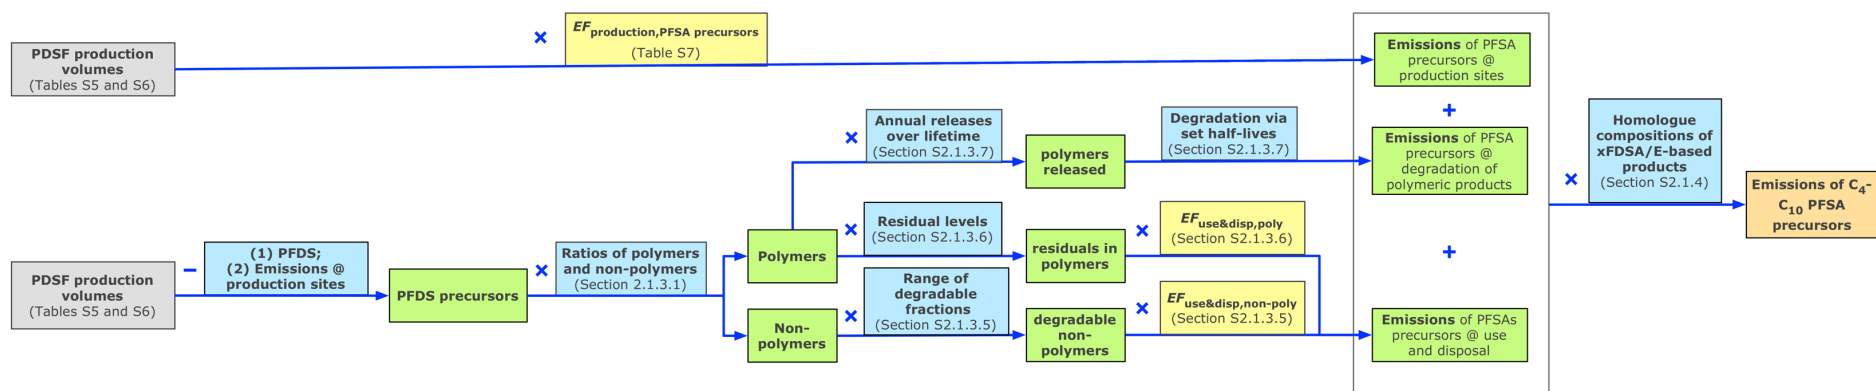 PDSF production
volumes
(Tables S5 and S6)
×
EFproduction,PFSA precursors
(Table S7)
Emissions of PFSA
precursors @
production sites
+
×
Annual releases
over lifetime
(Section S2.1.3.7)
polymers
released
Degradation via
set half-lives
(Section S2.1.3.7)
Emissions of PFSA
precursors @
degradation of
polymeric products
+
PDSF production
volumes
(Tables S5 and S6)
−
(1) PFDS;
(2) Emissions @
production sites
PFDS precursors
×
Ratios of polymers
and non-polymers
(Section 2.1.3.1)
Polymers
×
Residual levels
(Section S2.1.3.6)
residuals in
polymers
×
EFuse&disp,poly
(Section S2.1.3.6)
Non-
polymers
×
Range of
degradable
fractions
(Section S2.1.3.5)
degradable
non-
polymers
×
EFuse&disp,non-poly
(Section S2.1.3.5)
Emissions of PFSAs
precursors @ use
and disposal
×
Homologue
compositions of
xFDSA/E-based
products
(Section S2.1.4)
Emissions of C4-
C10 PFSA
precursors